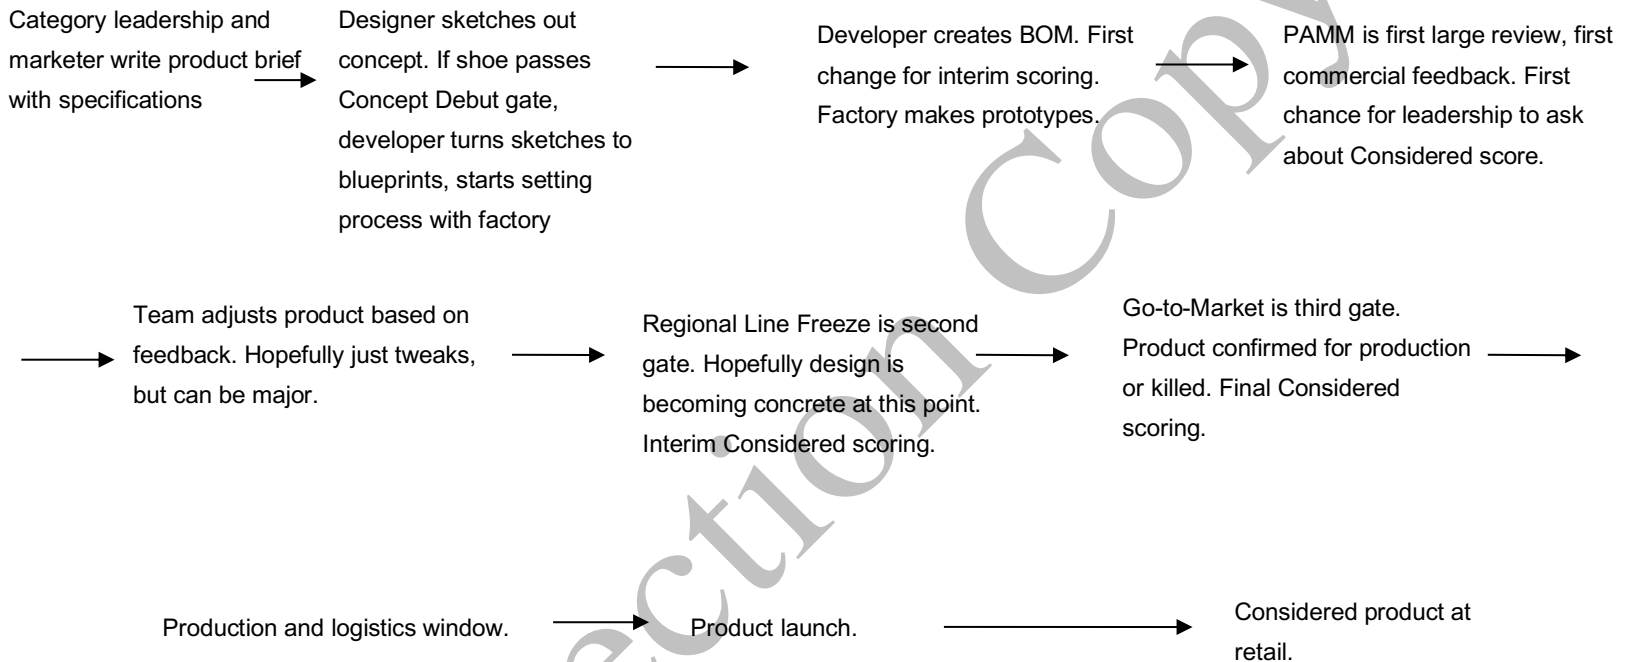 Category leadership and
marketer write product brief
with specifications
Designer sketches out
concept. If shoe passes
Concept Debut gate,
developer turns sketches to
blueprints, starts setting
process with factory
Developer creates BOM. First
change for interim scoring.
Factory makes prototypes.
PAMM is first large review, first
commercial feedback. First
chance for leadership to ask
about Considered score.
Team adjusts product based on
feedback. Hopefully just tweaks,
but can be major.
Regional Line Freeze is second
gate. Hopefully design is
becoming concrete at this point.
Interim Considered scoring.
Go-to-Market is third gate.
Product confirmed for production
or killed. Final Considered
scoring.
Production and logistics window.
Product launch.
Considered product at
retail.
ection Copy